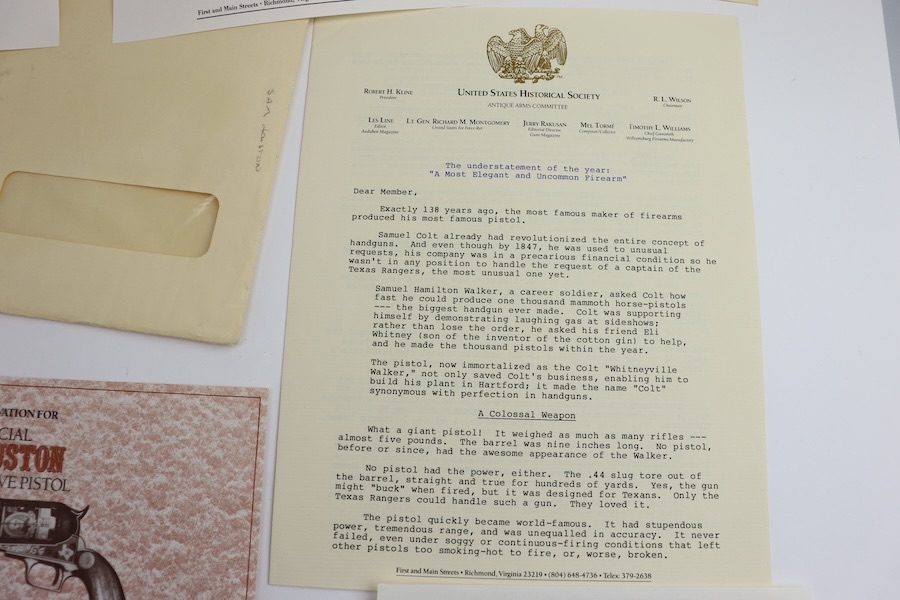 First and Main Streets • Richmond,
UNITED STATES HISTORICAL SOCIETY
ANTIQUE ARMS COMMITTEE
ROBERT H. KLINE
President
R. L. WILSON
Chairman
LES LINE
Editor,
Audubon Magazine
LT GEN RICHARD M. MONTGOMERY
United States Air Force-Ret
JERRY RAKUSAN
Editorial Director,
Guns Magazine
MEL TORMÉ
Composer/Collector
TIMOTHY L. WILLIAMS
Chief Gunsmith
Williamsburg Firearms Manufactory
The understatement of the year:
"A Most Elegant and Uncommon Firearm"
Dear Member,
Exactly 138 years ago, the most famous maker of firearms
produced his most famous pistol.
Samuel Colt already had revolutionized the entire concept of
handguns. And even though by 1847, he was used to unusual
requests, his company was in a precarious financial condition so he
wasn't in any position to handle the request of a captain of the
Texas Rangers, the most unusual one yet.
Samuel Hamilton Walker, a career soldier, asked Colt how
fast he could produce one thousand mammoth horse-pistols
--- the biggest handgun ever made. Colt was supporting
himself by demonstrating laughing gas at sideshows;
rather than lose the order, he asked his friend Eli
Whitney (son of the inventor of the cotton gin) to help,
and he made the thousand pistols within the year.
The pistol, now immortalized as the Colt "Whitneyville
Walker," not only saved Colt's business, enabling him to
build his plant in Hartford; it made the name "Colt"
synonymous with perfection in handguns.
A Colossal Weapon
What a giant pistol! It weighed as much as many rifles ---
almost five pounds. The barrel was nine inches long. No pistol,
before or since, had the awesome appearance of the Walker.
No pistol had the power, either. The .44 slug tore out of
the barrel, straight and true for hundreds of yards. Yes, the gun
might "buck" when fired, but it was designed for Texans. Only the
Texas Rangers could handle such a gun. They loved it.
The pistol quickly became world-famous. It had stupendous
power, tremendous range, and was unequalled in accuracy. It never
failed, even under soggy or continuous-firing conditions that left
other pistols too smoking-hot to fire, or, worse, broken.
First and Main Streets • Richmond, Virginia 23219 • (804) 648-4736 • Telex: 379-2638
VATION FOR
CIAL
USTON
VE PISTOL